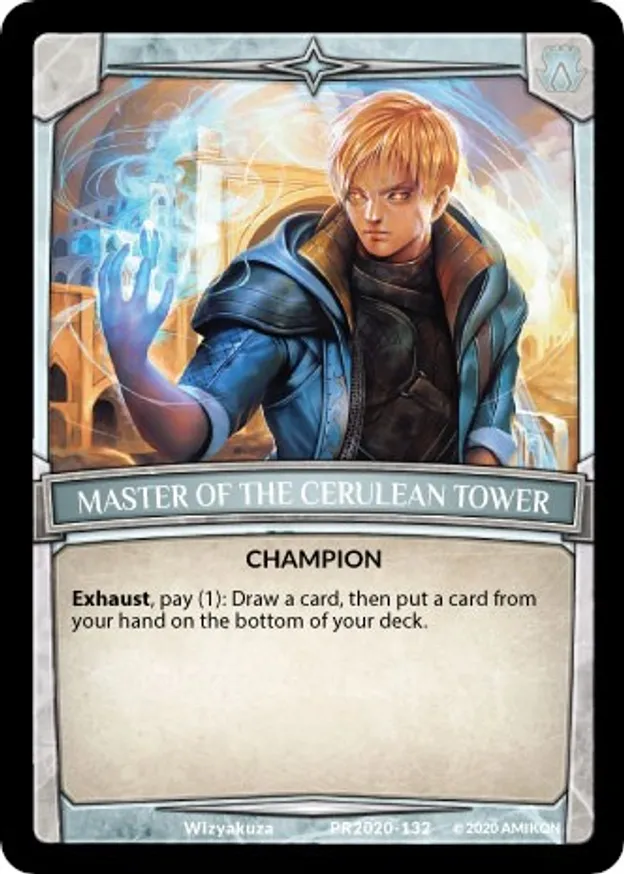 MASTER OF THE CERULEAN TOWER
CHAMPION
Exhaust, pay (1): Draw a card, then put a card from
your hand on the bottom of your deck.
Wizyakuza PR2020-132 © 2020 AMIKON